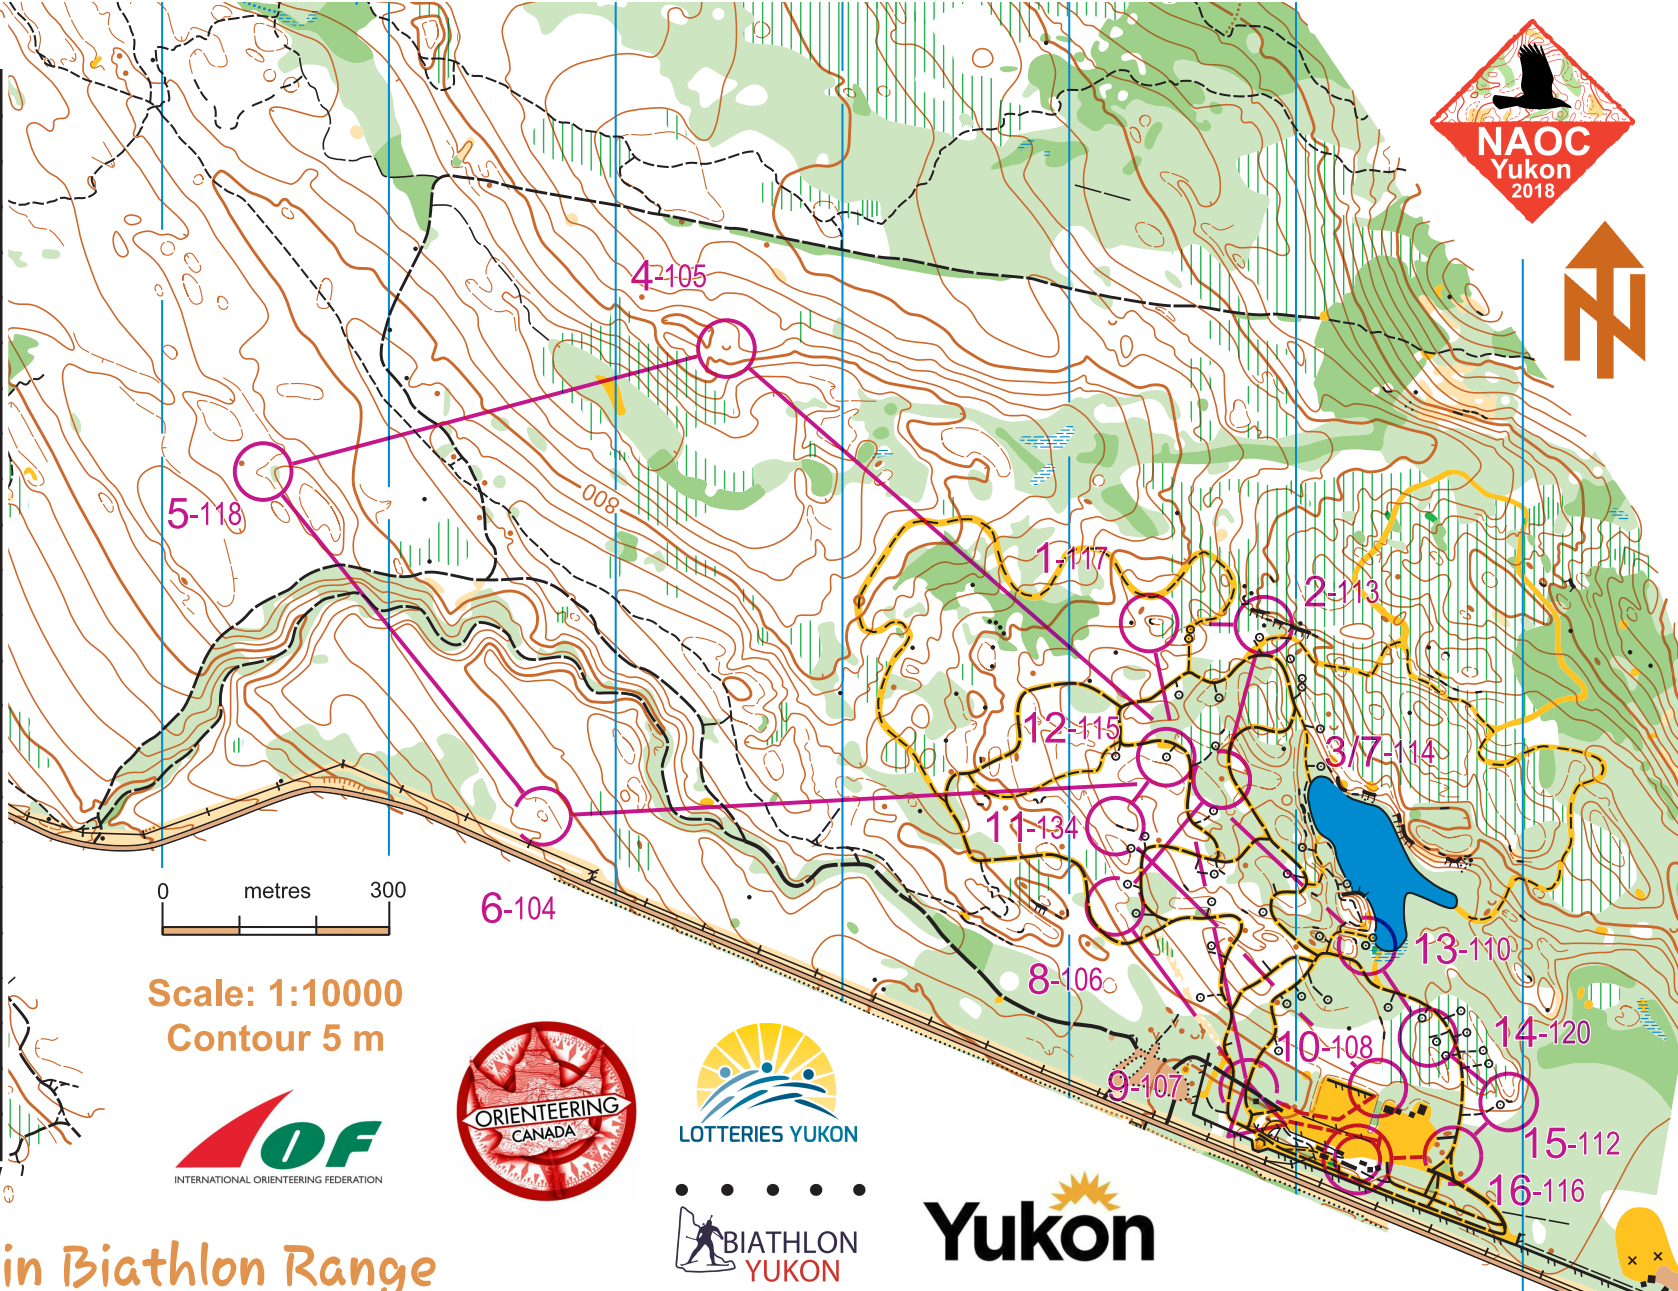 NAOC
Yukon
2018
4-105
800
5-118
1-117
2-113
12-115
3/7-114
11-134
6-104
13-110
8-106
14-120
10-108
9-107
15-112
16-116
0 metres 300
Scale: 1:10000
Contour 5 m
IOF
INTERNATIONAL ORIENTEERING FEDERATION
ORIENTEERING
CANADA
LOTTERIES YUKON
BIATHLON
YUKON
Yukon
in Biathlon Range
N